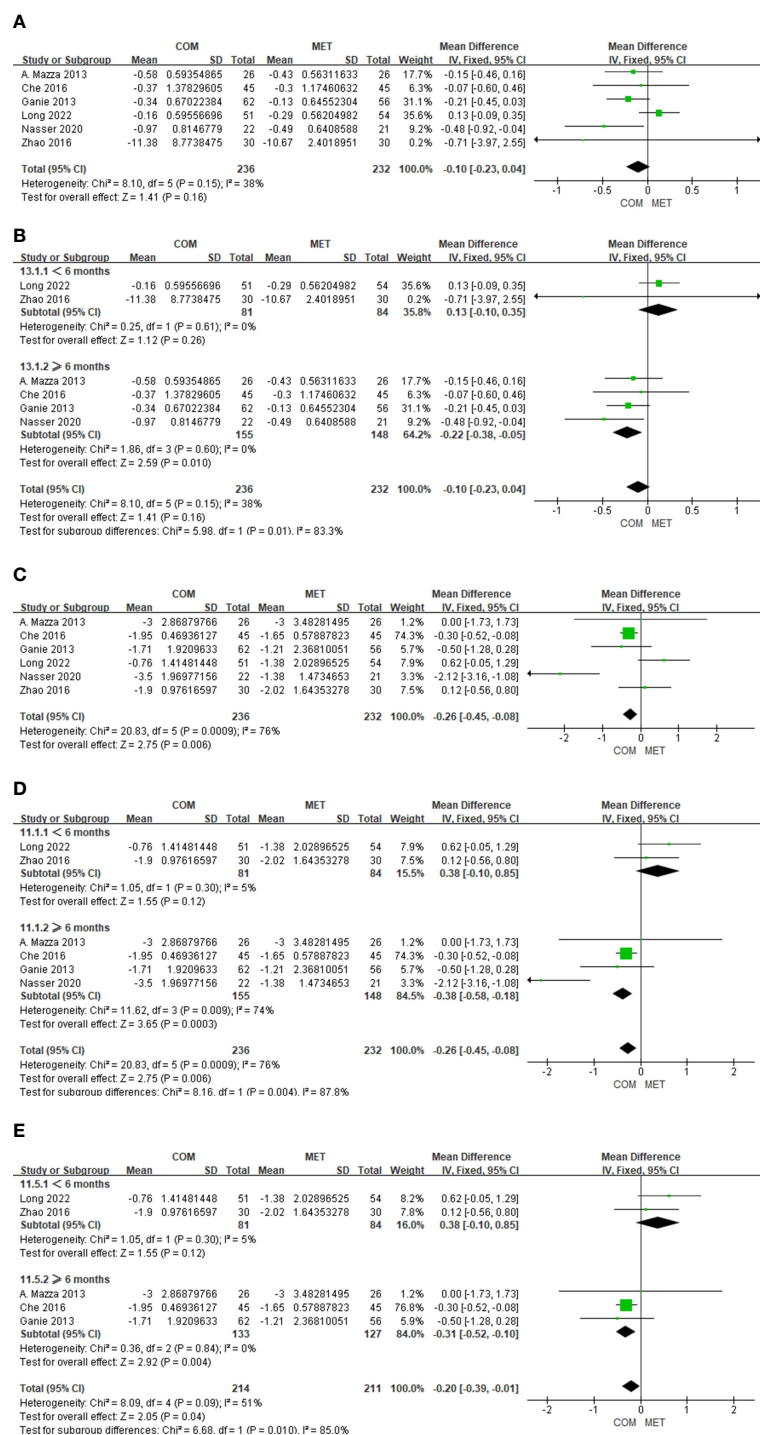 A
COM MET Mean Difference Mean Difference
Study or Subgroup Mean SD Total Mean SD Total Weight IV, Fixed, 95% CI IV, Fixed, 95% CI
A. Mazza 2013 -0.58 0.59354865 26 -0.43 0.56311633 26 17.7% -0.15 [-0.46, 0.16]
Che 2016 -0.37 1.37829605 45 -0.3 1.17460632 45 6.3% -0.07 [-0.60, 0.46]
Ganie 2013 -0.34 0.67022384 62 -0.13 0.64552304 56 31.1% -0.21 [-0.45, 0.03]
Long 2022 -0.16 0.59556696 51 -0.29 0.56204982 54 35.6% 0.13 [-0.09, 0.35]
Nasser 2020 -0.97 0.8146779 22 -0.49 0.6408588 21 9.2% -0.48 [-0.92, -0.04]
Zhao 2016 -11.38 8.7738475 30 -10.67 2.4018951 30 0.2% -0.71 [-3.97, 2.55]
Total (95% CI) 236 232 100.0% -0.10 [-0.23, 0.04]
Heterogeneity: Chi² = 8.10, df = 5 (P = 0.15); I² = 38%
Test for overall effect: Z = 1.41 (P = 0.16)
-1 -0.5 0 0.5 1
COM MET
B
COM MET Mean Difference Mean Difference
Study or Subgroup Mean SD Total Mean SD Total Weight IV, Fixed, 95% CI IV, Fixed, 95% CI
13.1.1 < 6 months
Long 2022 -0.16 0.59556696 51 -0.29 0.56204982 54 35.6% 0.13 [-0.09, 0.35]
Zhao 2016 -11.38 8.7738475 30 -10.67 2.4018951 30 0.2% -0.71 [-3.97, 2.55]
Subtotal (95% CI) 81 84 35.8% 0.13 [-0.10, 0.35]
Heterogeneity: Chi² = 0.25, df = 1 (P = 0.61); I² = 0%
Test for overall effect: Z = 1.12 (P = 0.26)
13.1.2 ⩾ 6 months
A. Mazza 2013 -0.58 0.59354865 26 -0.43 0.56311633 26 17.7% -0.15 [-0.46, 0.16]
Che 2016 -0.37 1.37829605 45 -0.3 1.17460632 45 6.3% -0.07 [-0.60, 0.46]
Ganie 2013 -0.34 0.67022384 62 -0.13 0.64552304 56 31.1% -0.21 [-0.45, 0.03]
Nasser 2020 -0.97 0.8146779 22 -0.49 0.6408588 21 9.2% -0.48 [-0.92, -0.04]
Subtotal (95% CI) 155 148 64.2% -0.22 [-0.38, -0.05]
Heterogeneity: Chi² = 1.86, df = 3 (P = 0.60); I² = 0%
Test for overall effect: Z = 2.59 (P = 0.010)
Total (95% CI) 236 232 100.0% -0.10 [-0.23, 0.04]
Heterogeneity: Chi² = 8.10, df = 5 (P = 0.15); I² = 38%
Test for overall effect: Z = 1.41 (P = 0.16)
Test for subgroup differences: Chi² = 5.98, df = 1 (P = 0.01), I² = 83.3%
-1 -0.5 0 0.5 1
COM MET
C
COM MET Mean Difference Mean Difference
Study or Subgroup Mean SD Total Mean SD Total Weight IV, Fixed, 95% CI IV, Fixed, 95% CI
A. Mazza 2013 -3 2.86879766 26 -3 3.48281495 26 1.2% 0.00 [-1.73, 1.73]
Che 2016 -1.95 0.46936127 45 -1.65 0.57887823 45 74.3% -0.30 [-0.52, -0.08]
Ganie 2013 -1.71 1.9209633 62 -1.21 2.36810051 56 5.7% -0.50 [-1.28, 0.28]
Long 2022 -0.76 1.41481448 51 -1.38 2.02896525 54 7.9% 0.62 [-0.05, 1.29]
Nasser 2020 -3.5 1.96977156 22 -1.38 1.4734653 21 3.3% -2.12 [-3.16, -1.08]
Zhao 2016 -1.9 0.97616597 30 -2.02 1.64353278 30 7.5% 0.12 [-0.56, 0.80]
Total (95% CI) 236 232 100.0% -0.26 [-0.45, -0.08]
Heterogeneity: Chi² = 20.83, df = 5 (P = 0.0009); I² = 76%
Test for overall effect: Z = 2.75 (P = 0.006)
-2 -1 0 1 2
COM MET
D
COM MET Mean Difference Mean Difference
Study or Subgroup Mean SD Total Mean SD Total Weight IV, Fixed, 95% CI IV, Fixed, 95% CI
11.1.1 < 6 months
Long 2022 -0.76 1.41481448 51 -1.38 2.02896525 54 7.9% 0.62 [-0.05, 1.29]
Zhao 2016 -1.9 0.97616597 30 -2.02 1.64353278 30 7.5% 0.12 [-0.56, 0.80]
Subtotal (95% CI) 81 84 15.5% 0.38 [-0.10, 0.85]
Heterogeneity: Chi² = 1.05, df = 1 (P = 0.30); I² = 5%
Test for overall effect: Z = 1.55 (P = 0.12)
11.1.2 ⩾ 6 months
A. Mazza 2013 -3 2.86879766 26 -3 3.48281495 26 1.2% 0.00 [-1.73, 1.73]
Che 2016 -1.95 0.46936127 45 -1.65 0.57887823 45 74.3% -0.30 [-0.52, -0.08]
Ganie 2013 -1.71 1.9209633 62 -1.21 2.36810051 56 5.7% -0.50 [-1.28, 0.28]
Nasser 2020 -3.5 1.96977156 22 -1.38 1.4734653 21 3.3% -2.12 [-3.16, -1.08]
Subtotal (95% CI) 155 148 84.5% -0.38 [-0.58, -0.18]
Heterogeneity: Chi² = 11.62, df = 3 (P = 0.009); I² = 74%
Test for overall effect: Z = 3.65 (P = 0.0003)
Total (95% CI) 236 232 100.0% -0.26 [-0.45, -0.08]
Heterogeneity: Chi² = 20.83, df = 5 (P = 0.0009); I² = 76%
Test for overall effect: Z = 2.75 (P = 0.006)
Test for subgroup differences: Chi² = 8.16, df = 1 (P = 0.004), I² = 87.8%
-2 -1 0 1 2
COM MET
E
COM MET Mean Difference Mean Difference
Study or Subgroup Mean SD Total Mean SD Total Weight IV, Fixed, 95% CI IV, Fixed, 95% CI
11.5.1 < 6 months
Long 2022 -0.76 1.41481448 51 -1.38 2.02896525 54 8.2% 0.62 [-0.05, 1.29]
Zhao 2016 -1.9 0.97616597 30 -2.02 1.64353278 30 7.8% 0.12 [-0.56, 0.80]
Subtotal (95% CI) 81 84 16.0% 0.38 [-0.10, 0.85]
Heterogeneity: Chi² = 1.05, df = 1 (P = 0.30); I² = 5%
Test for overall effect: Z = 1.55 (P = 0.12)
11.5.2 ⩾ 6 months
A. Mazza 2013 -3 2.86879766 26 -3 3.48281495 26 1.2% 0.00 [-1.73, 1.73]
Che 2016 -1.95 0.46936127 45 -1.65 0.57887823 45 76.8% -0.30 [-0.52, -0.08]
Ganie 2013 -1.71 1.9209633 62 -1.21 2.36810051 56 5.9% -0.50 [-1.28, 0.28]
Subtotal (95% CI) 133 127 84.0% -0.31 [-0.52, -0.10]
Heterogeneity: Chi² = 0.36, df = 2 (P = 0.84); I² = 0%
Test for overall effect: Z = 2.92 (P = 0.004)
Total (95% CI) 214 211 100.0% -0.20 [-0.39, -0.01]
Heterogeneity: Chi² = 8.09, df = 4 (P = 0.09); I² = 51%
Test for overall effect: Z = 2.05 (P = 0.04)
Test for subgroup differences: Chi² = 6.68, df = 1 (P = 0.010), I² = 85.0%
-2 -1 0 1 2
COM MET